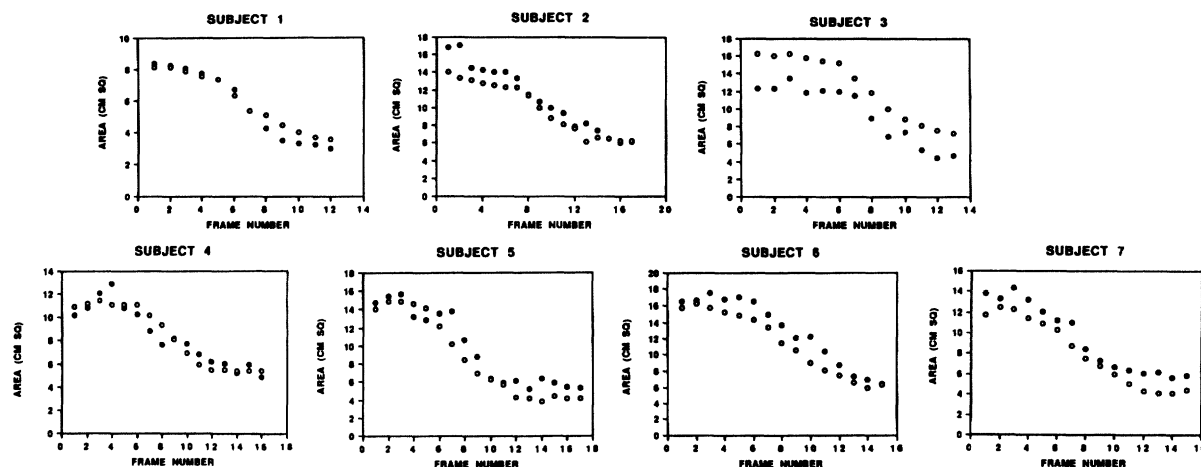 SUBJECT 1
10
8
6
4
2
0
AREA (CM SQ)
0 2 4 6 8 10 12 14
FRAME NUMBER
SUBJECT 2
18
16
14
12
10
8
6
4
2
0
AREA (CM SQ)
0 4 8 12 16 20
FRAME NUMBER
SUBJECT 3
18
16
14
12
10
8
6
4
2
0
AREA (CM SQ)
0 2 4 6 8 10 12 14
FRAME NUMBER
SUBJECT 4
14
12
10
8
6
4
2
0
AREA (CM SQ)
0 2 4 6 8 10 12 14 16 18
FRAME NUMBER
SUBJECT 5
18
16
14
12
10
8
6
4
2
0
AREA (CM SQ)
0 2 4 6 8 10 12 14 16 18
FRAME NUMBER
SUBJECT 6
20
18
16
14
12
10
8
6
4
2
0
AREA (CM SQ)
0 2 4 6 8 10 12 14 16
FRAME NUMBER
SUBJECT 7
16
14
12
10
8
6
4
2
0
AREA (CM SQ)
0 2 4 6 8 10 12 14 16
FRAME NUMBER